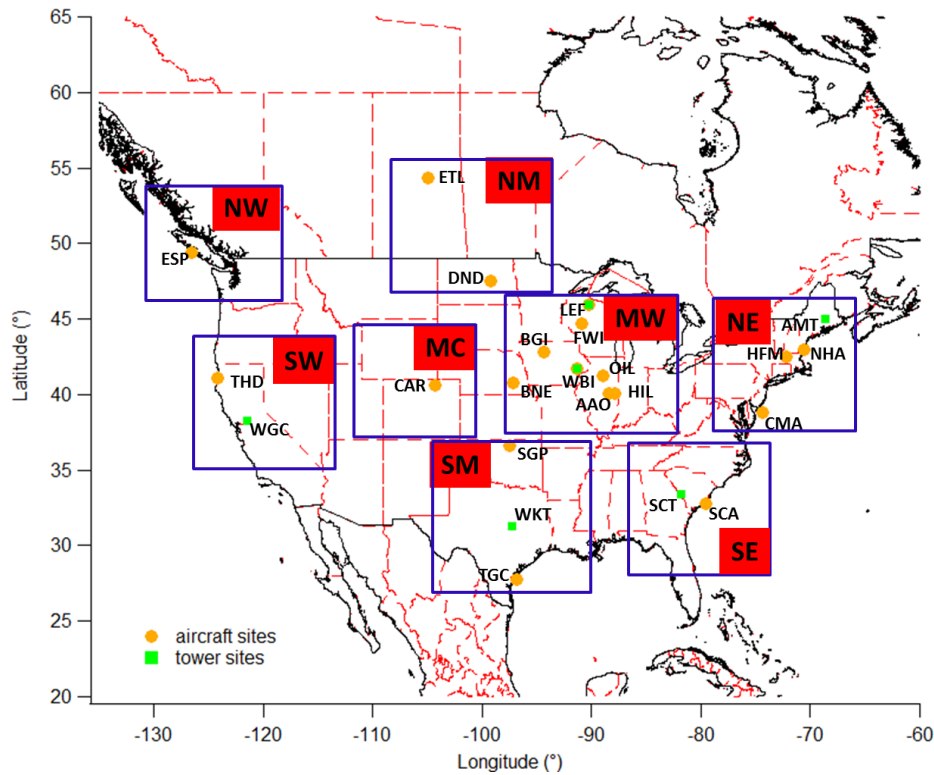 65
60
55
50
45
40
35
30
25
20
Latitude (°)
ETL
NM
NW
ESP
DND
LEF
MW
NE
AMT
FWI
SW
MC
BGI
HFM
NHA
THD
CAR
BNE
WBI
OIL
AAO
HIL
CMA
WGC
SGP
SM
WKT
SCT
SCA
SE
TGC
aircraft sites
tower sites
-130
-120
-110
-100
-90
-80
-70
-60
Longitude (°)